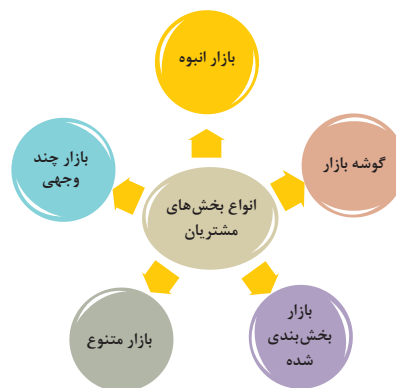 بازار انبوه
گوشه بازار
بازار چند
وجهی
انواع بخش‌های
مشتریان
بازار
بخش‌بندی
شده
بازار متنوع